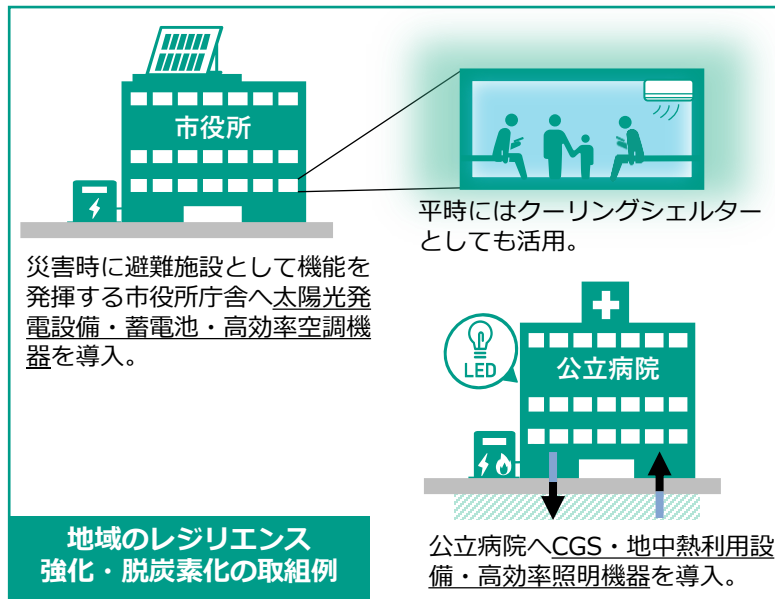 市役所
平時にはクーリングシェルター
としても活用。
災害時に避難施設として機能を
発揮する市役所庁舎へ太陽光発
電設備・蓄電池・高効率空調機
器を導入。
LED
公立病院
公立病院へCGS・地中熱利用設
備・高効率照明機器を導入。
地域のレジリエンス
強化・脱炭素化の取組例